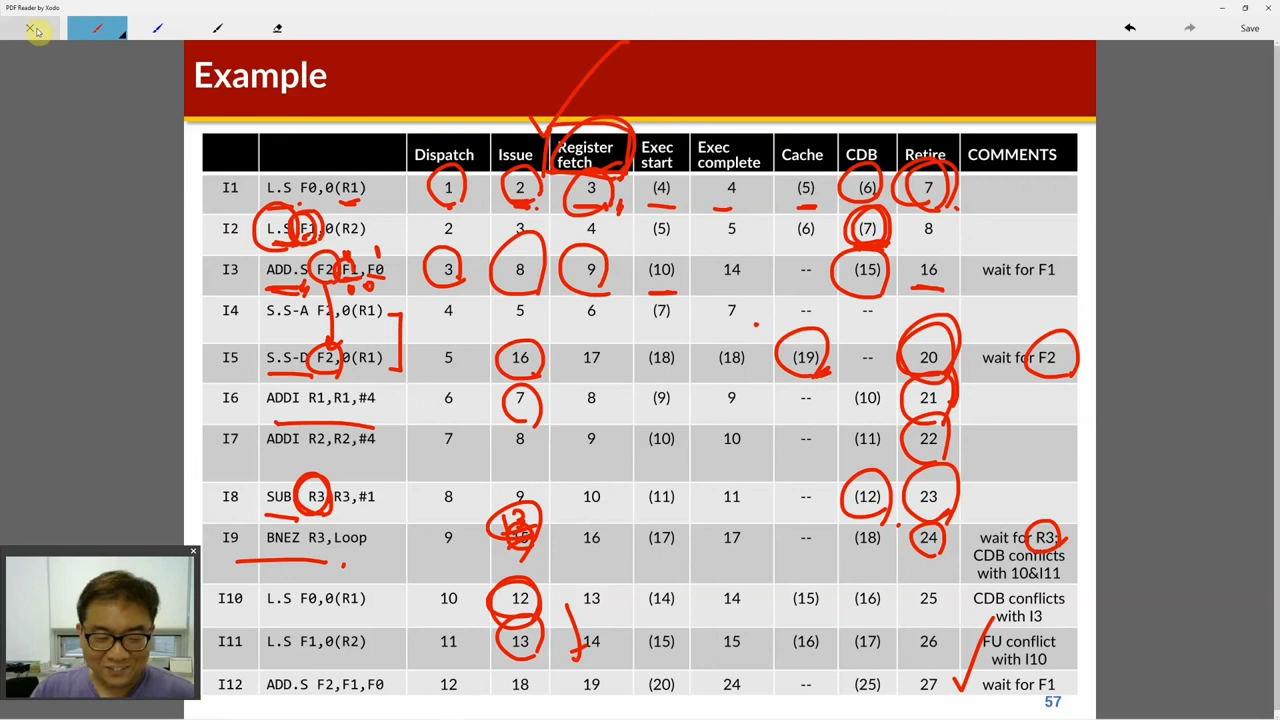 PDF Reader by Xodo
Save
Example
Dispatch Issue Register fetch Exec start Exec complete Cache CDB Retire COMMENTS
I1 L.S F0,0(R1) 1 2 3 (4) 4 (5) (6) 7
I2 L.S F1,0(R2) 2 3 4 (5) 5 (6) (7) 8
I3 ADD.S F2,F1,F0 3 8 9 (10) 14 (15) 16 wait for F1
I4 S.S-A F2,0(R1) 4 5 6 (7) 7 -- --
I5 S.S-D F2,0(R1) 5 16 17 (18) (18) (19) -- 20 wait for F2
I6 ADDI R1,R1,#4 6 7 8 (9) 9 -- (10) 21
I7 ADDI R2,R2,#4 7 8 9 (10) 10 -- (11) 22
I8 SUB R3,R3,#1 8 9 10 (11) 11 -- (12) 23
I9 BNEZ R3,Loop 9 15 16 (17) 17 -- (18) 24 wait for R3;
CDB conflicts
with 10&I11
I10 L.S F0,0(R1) 10 12 13 (14) 14 (15) (16) 25 CDB conflicts
with I3
I11 L.S F1,0(R2) 11 13 14 (15) 15 (16) (17) 26 FU conflict
with I10
I12 ADD.S F2,F1,F0 12 18 19 (20) 24 -- (25) 27 wait for F1
57